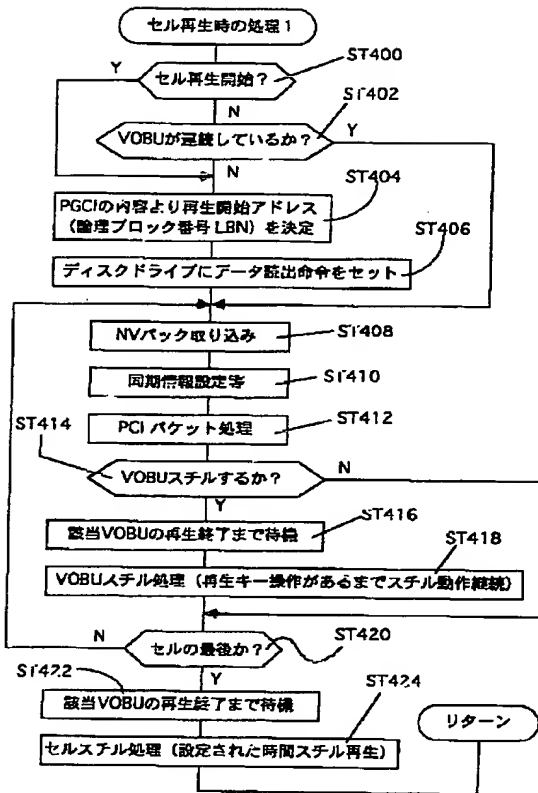 セル再生時の処理1
ST400
Y
セル再生開始?
N
ST402
VOBUが連続しているか?
Y
N
ST404
PGCIの内容より再生開始アドレス
(論理ブロック番号 LBN) を決定
ST406
ディスクドライブにデータ読出命令をセット
NVパック取り込み
ST408
同期情報設定等
ST410
PCI パケット処理
ST412
ST414
VOBUスチルするか?
N
Y
ST416
該当VOBUの再生終了まで待機
ST418
VOBUスチル処理 (再生キー操作があるまでスチル動作継続)
N
セルの最後か?
ST420
ST422
Y
該当VOBUの再生終了まで待機
ST424
セルスチル処理 (設定された時間スチル再生)
リターン